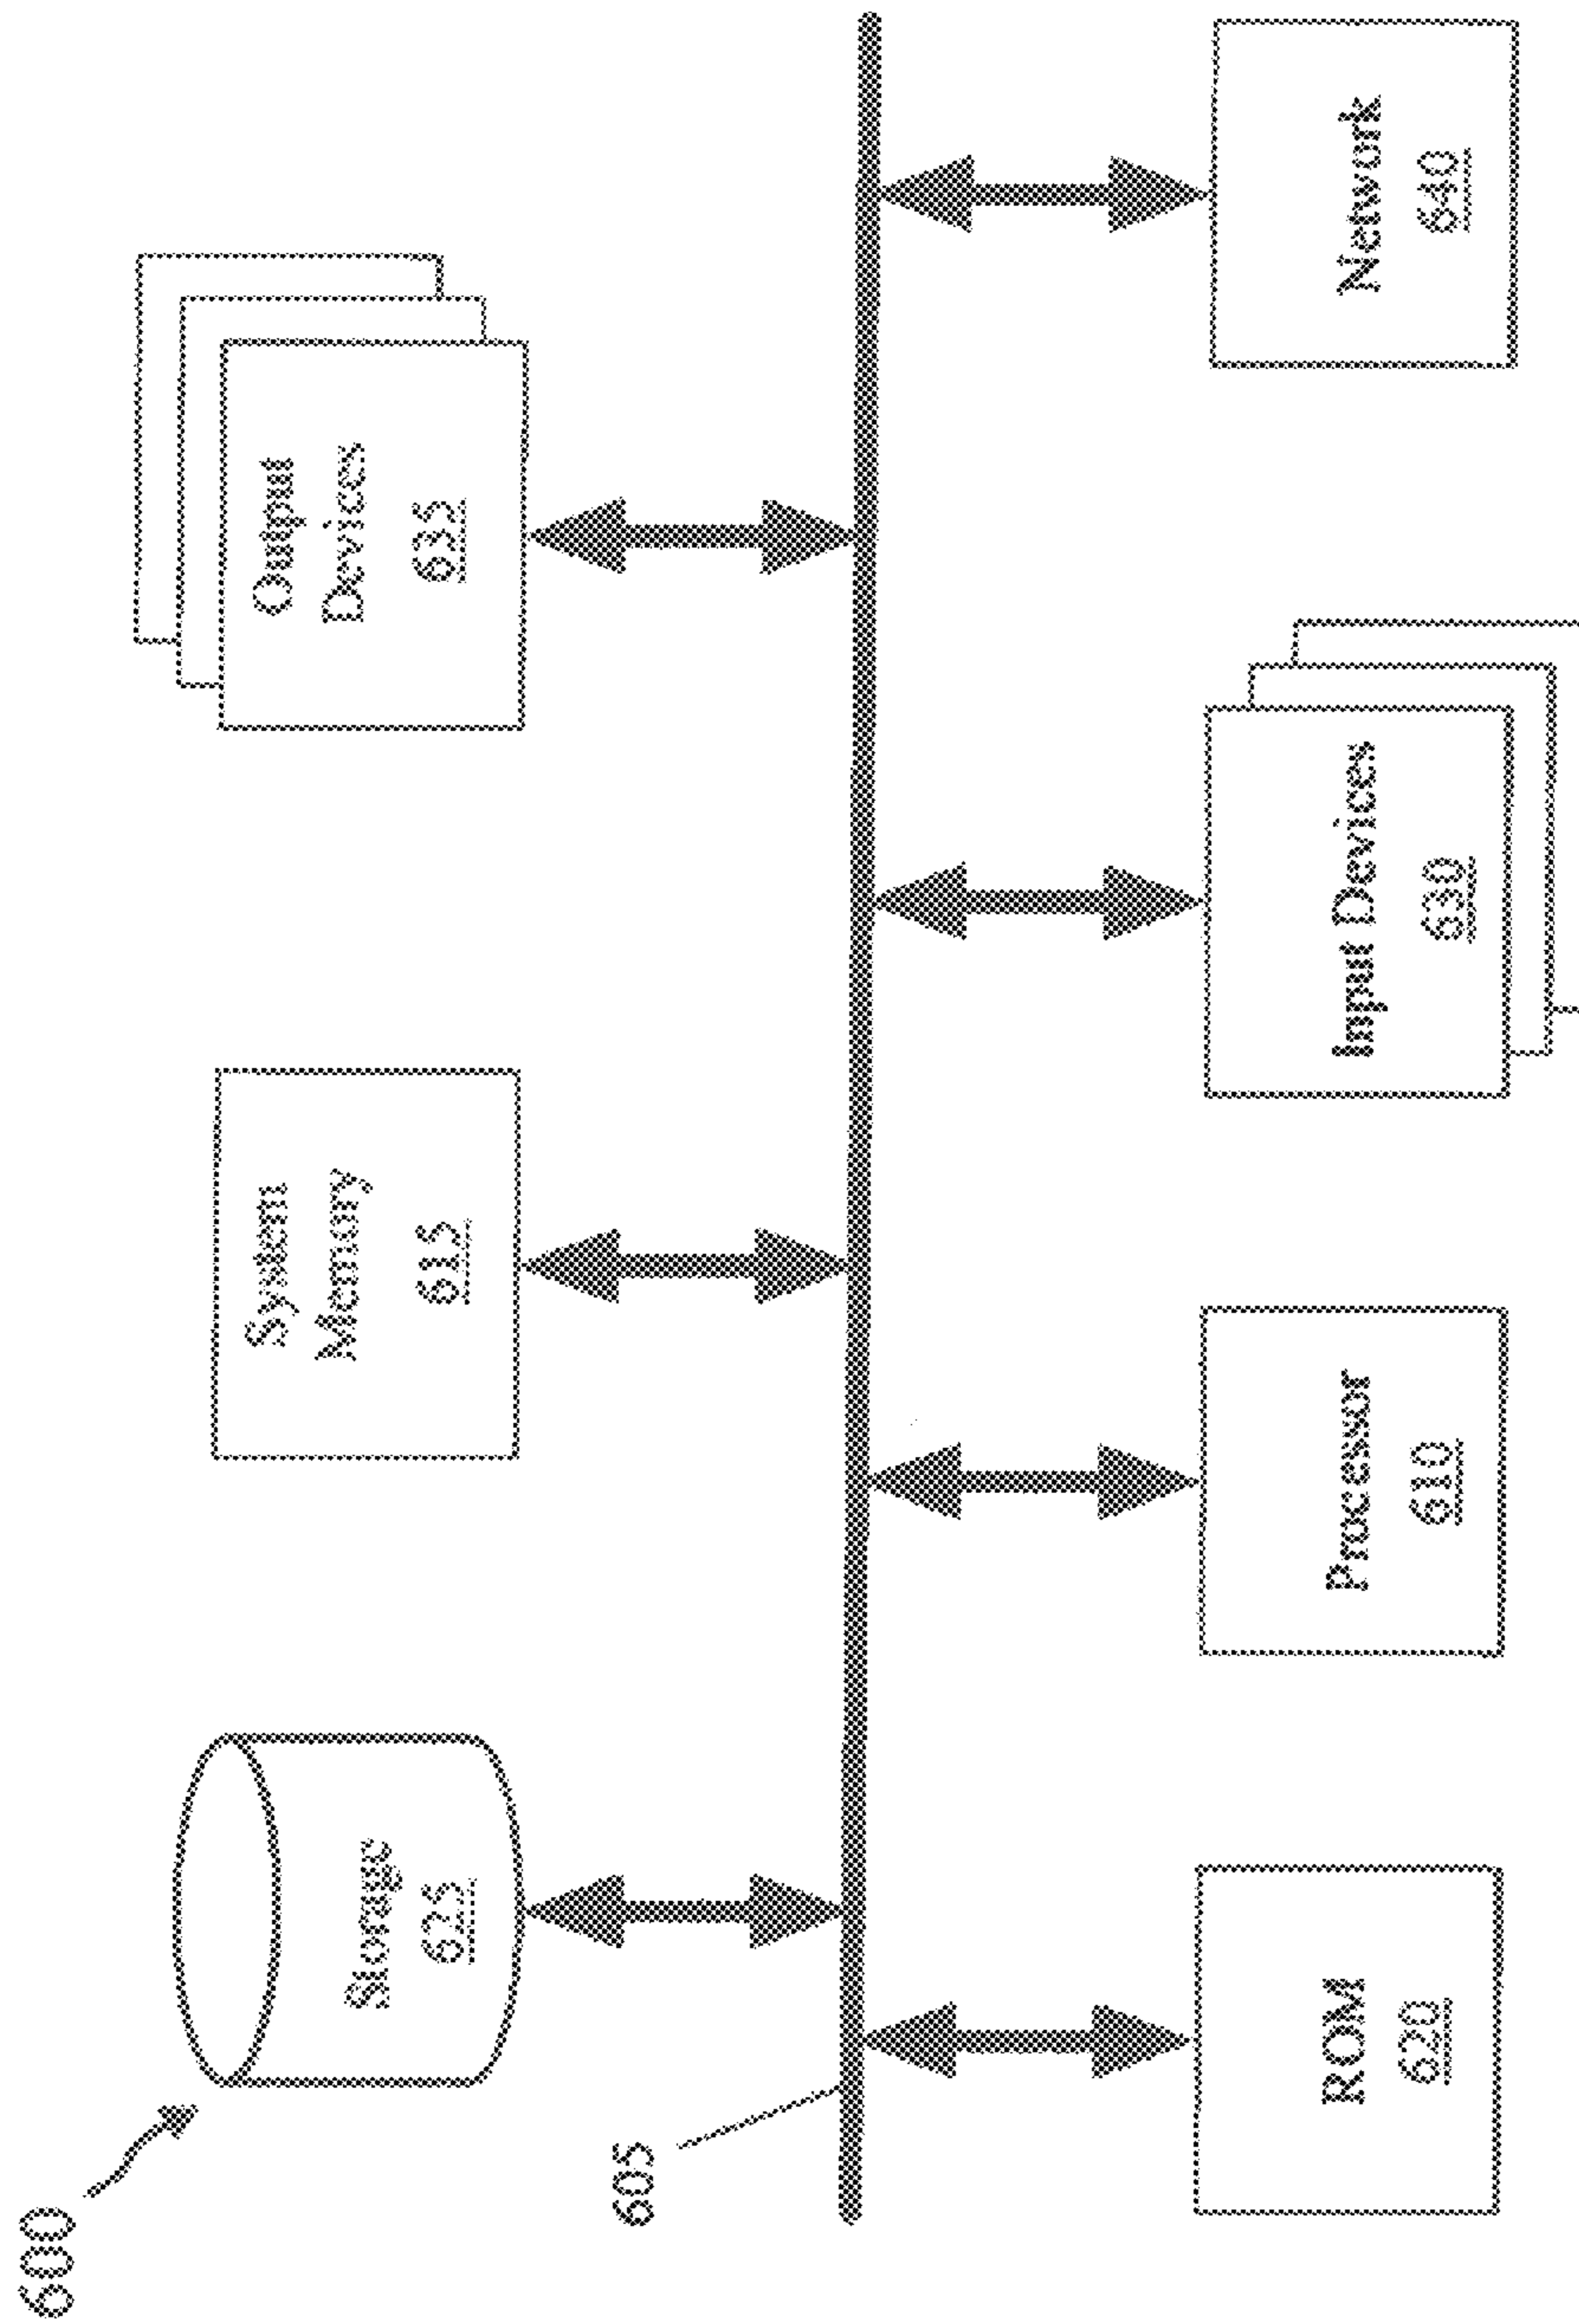 600
Storage
625
System
Memory
615
Output
Devices
635
605
ROM
620
Processor
610
Input Devices
630
Network
640